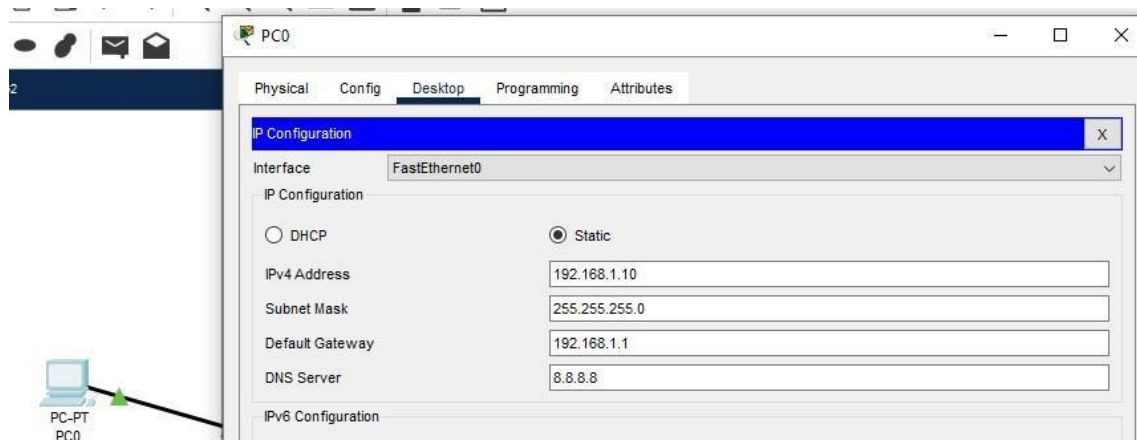 PC0
2
Physical Config Desktop Programming Attributes
IP Configuration X
Interface FastEthernet0
IP Configuration
DHCP Static
IPv4 Address 192.168.1.10
Subnet Mask 255.255.255.0
Default Gateway 192.168.1.1
DNS Server 8.8.8.8
IPv6 Configuration
PC-PT
PC0